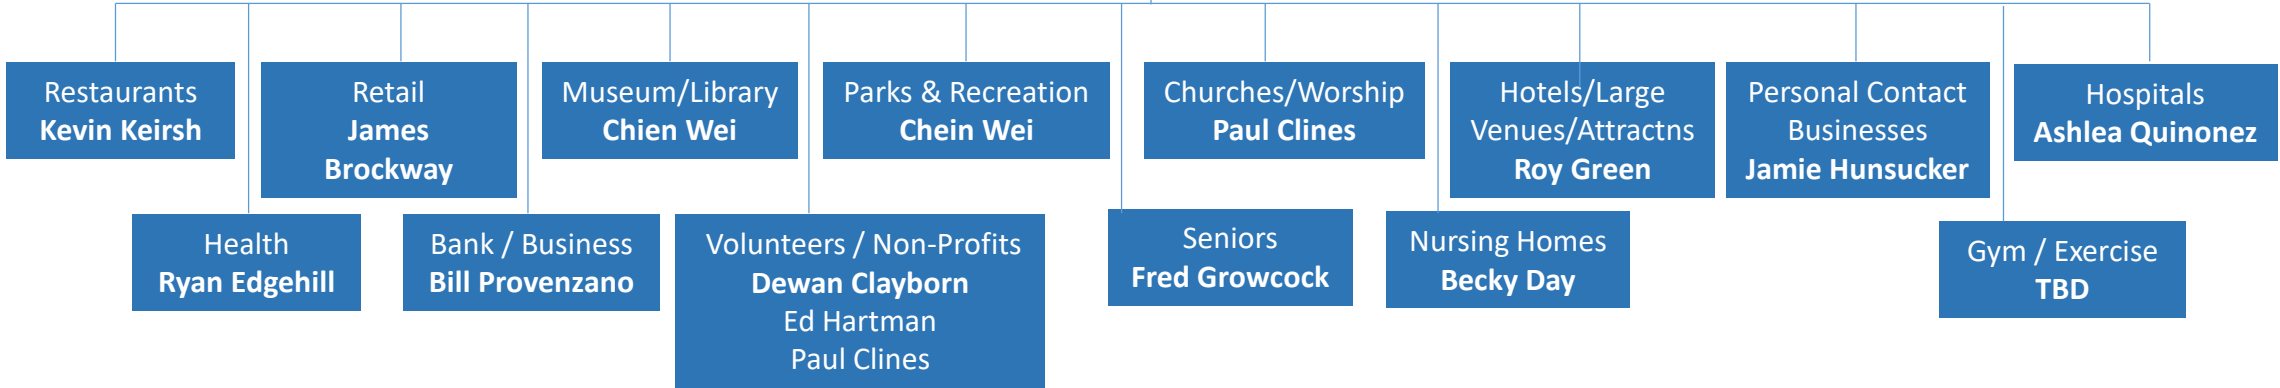 Restaurants
Kevin Keirsh
Retail
James
Brockway
Museum/Library
Chien Wei
Parks & Recreation
Chein Wei
Churches/Worship
Paul Clines
Hotels/Large
Venues/Attractns
Roy Green
Personal Contact
Businesses
Jamie Hunsucker
Hospitals
Ashlea Quinonez
Health
Ryan Edgehill
Bank / Business
Bill Provenzano
Volunteers / Non-Profits
Dewan Clayborn
Ed Hartman
Paul Clines
Seniors
Fred Growcock
Nursing Homes
Becky Day
Gym / Exercise
TBD